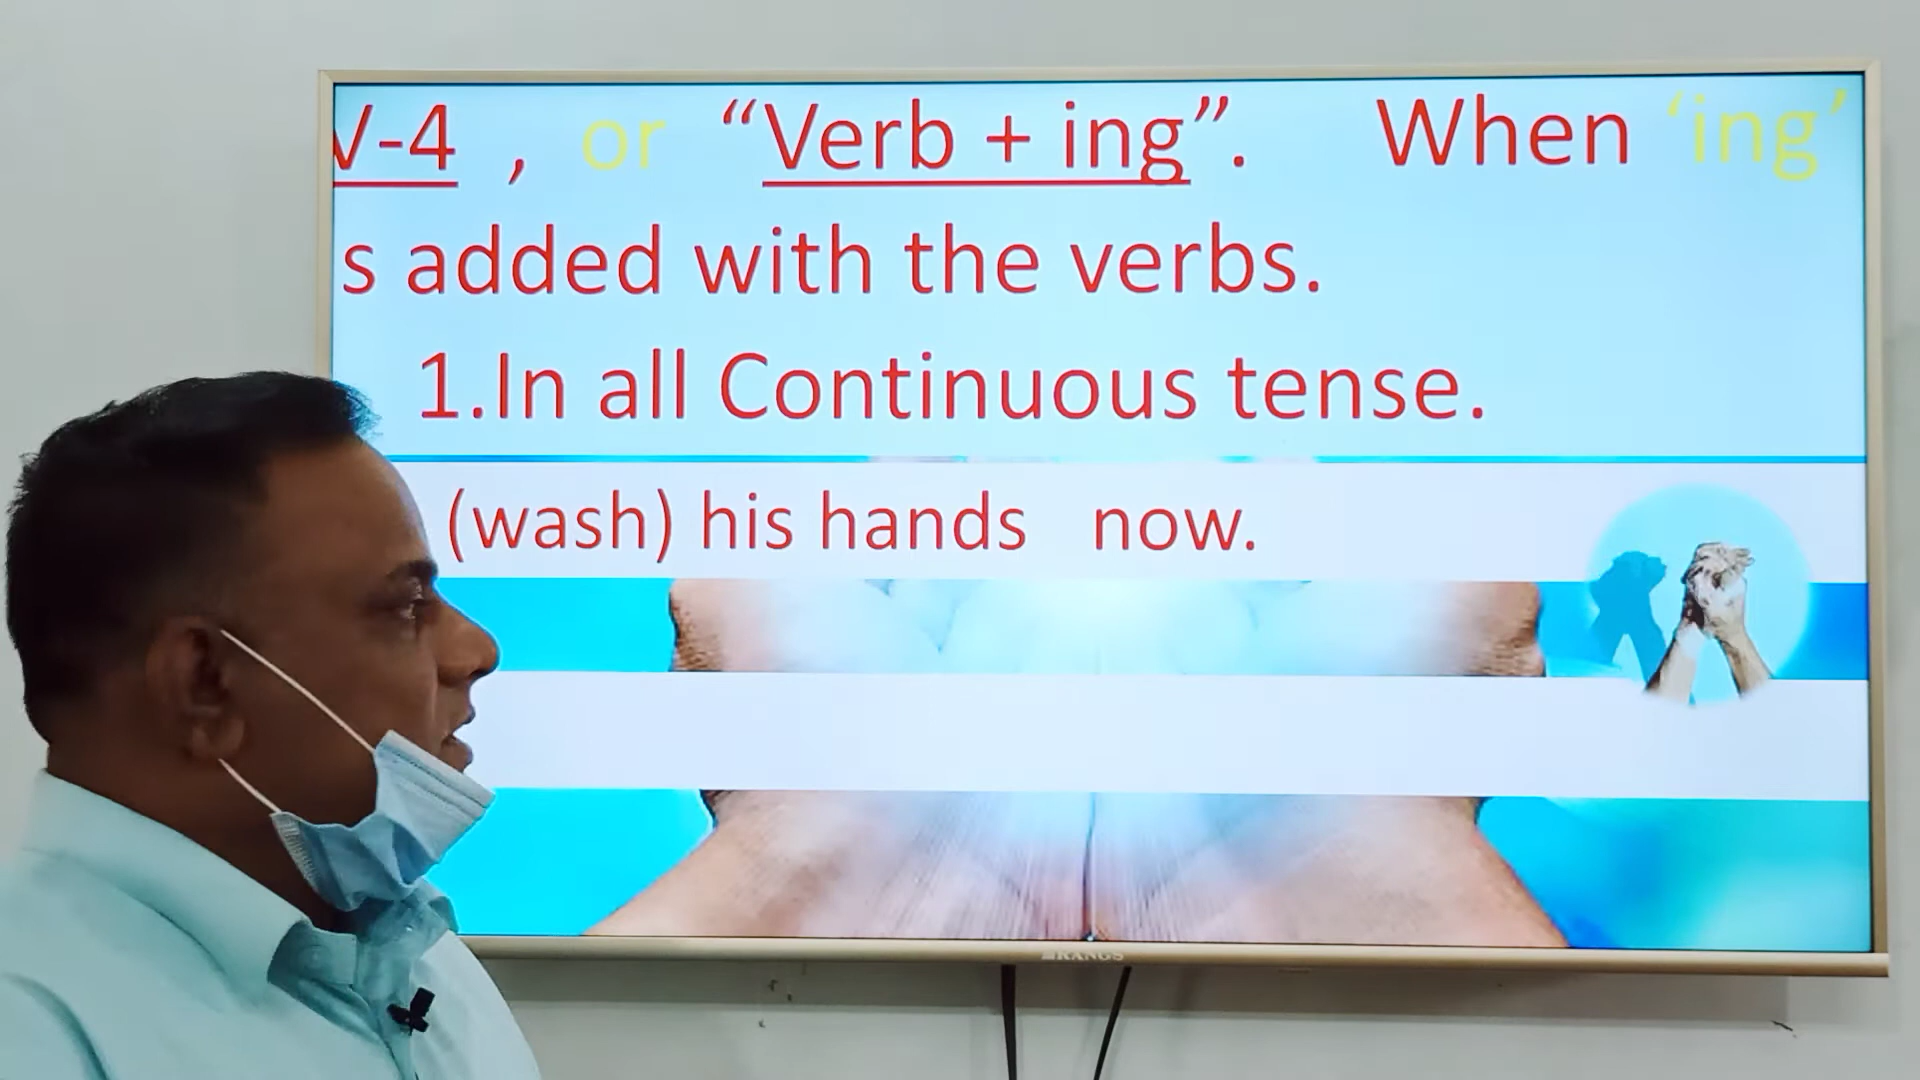 V-4 , or “Verb + ing”. When ‘ing’
s added with the verbs.
1.In all Continuous tense.
(wash) his hands now.
RANGS